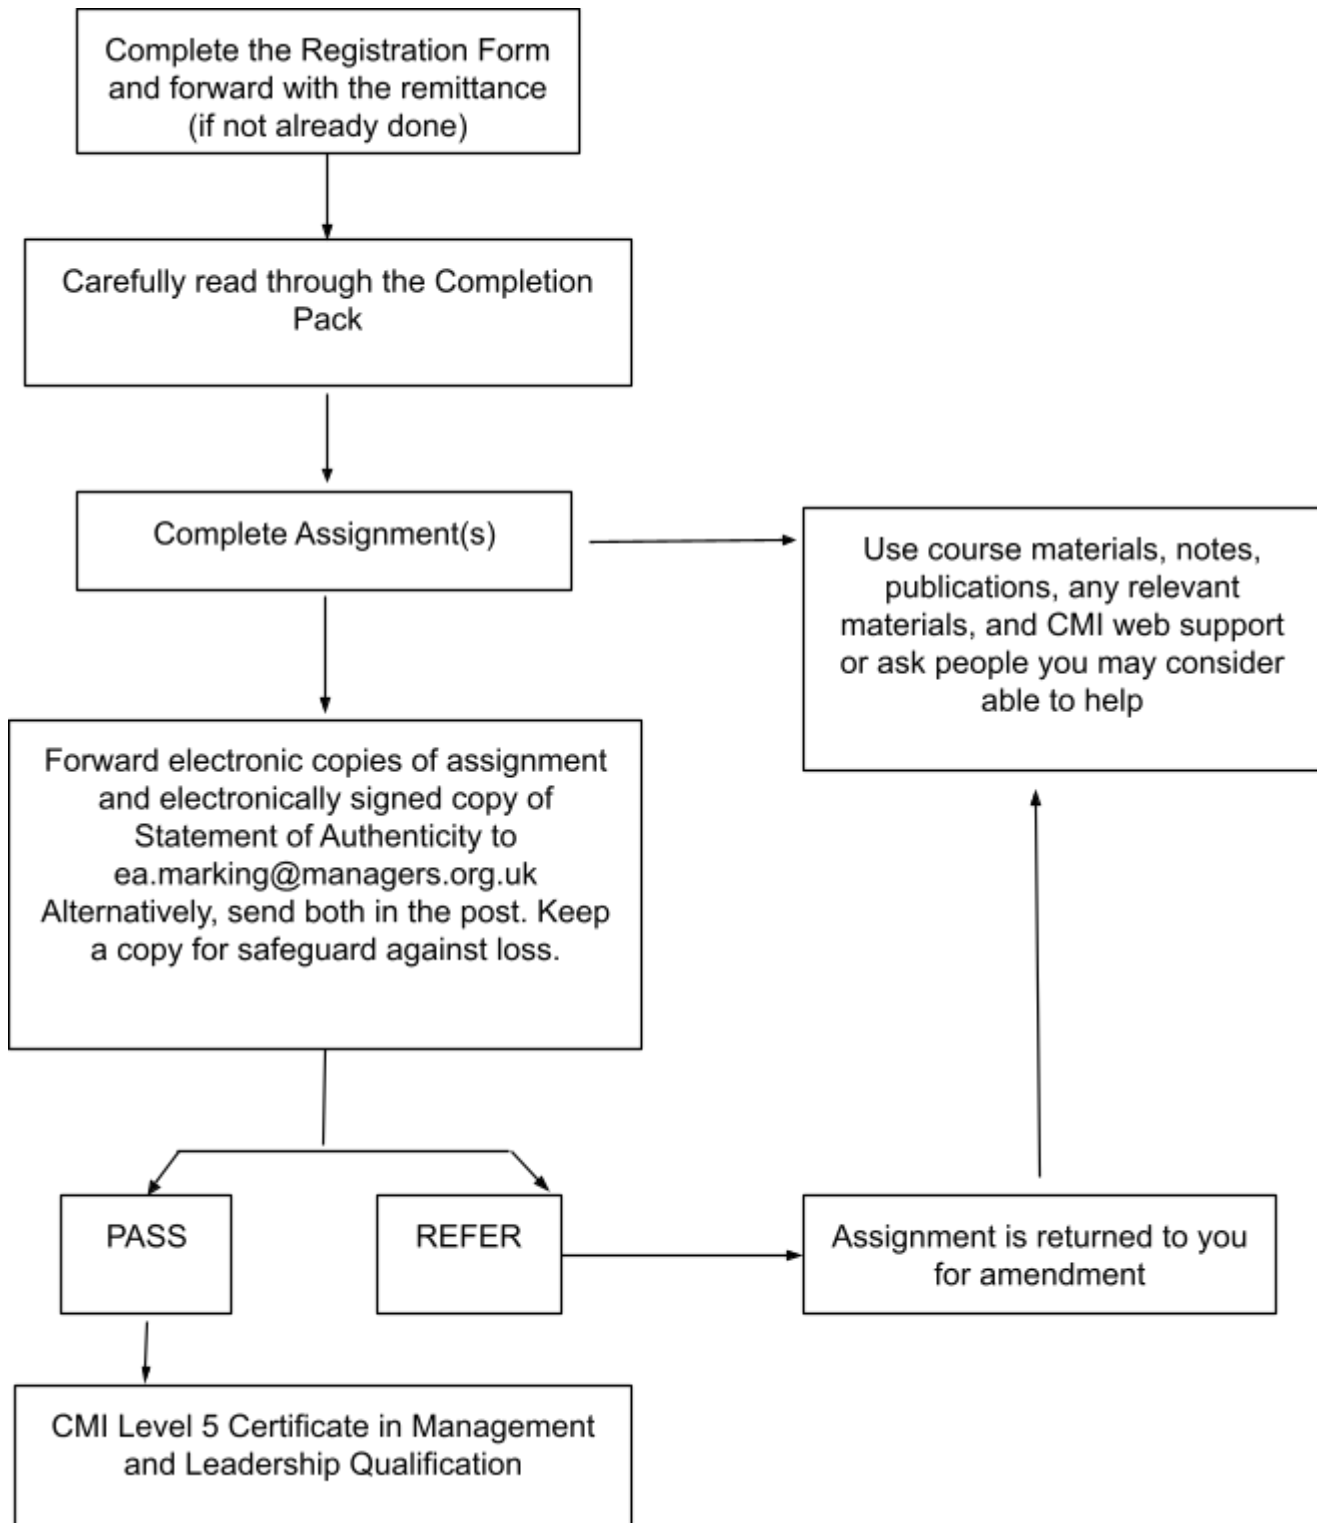 Complete the Registration Form
and forward with the remittance
(if not already done)
Carefully read through the Completion
Pack
Complete Assignment(s)
Use course materials, notes,
publications, any relevant
materials, and CMI web support
or ask people you may consider
able to help
Forward electronic copies of assignment
and electronically signed copy of
Statement of Authenticity to
ea.marking@managers.org.uk
Alternatively, send both in the post. Keep
a copy for safeguard against loss.
PASS
REFER
Assignment is returned to you
for amendment
CMI Level 5 Certificate in Management
and Leadership Qualification